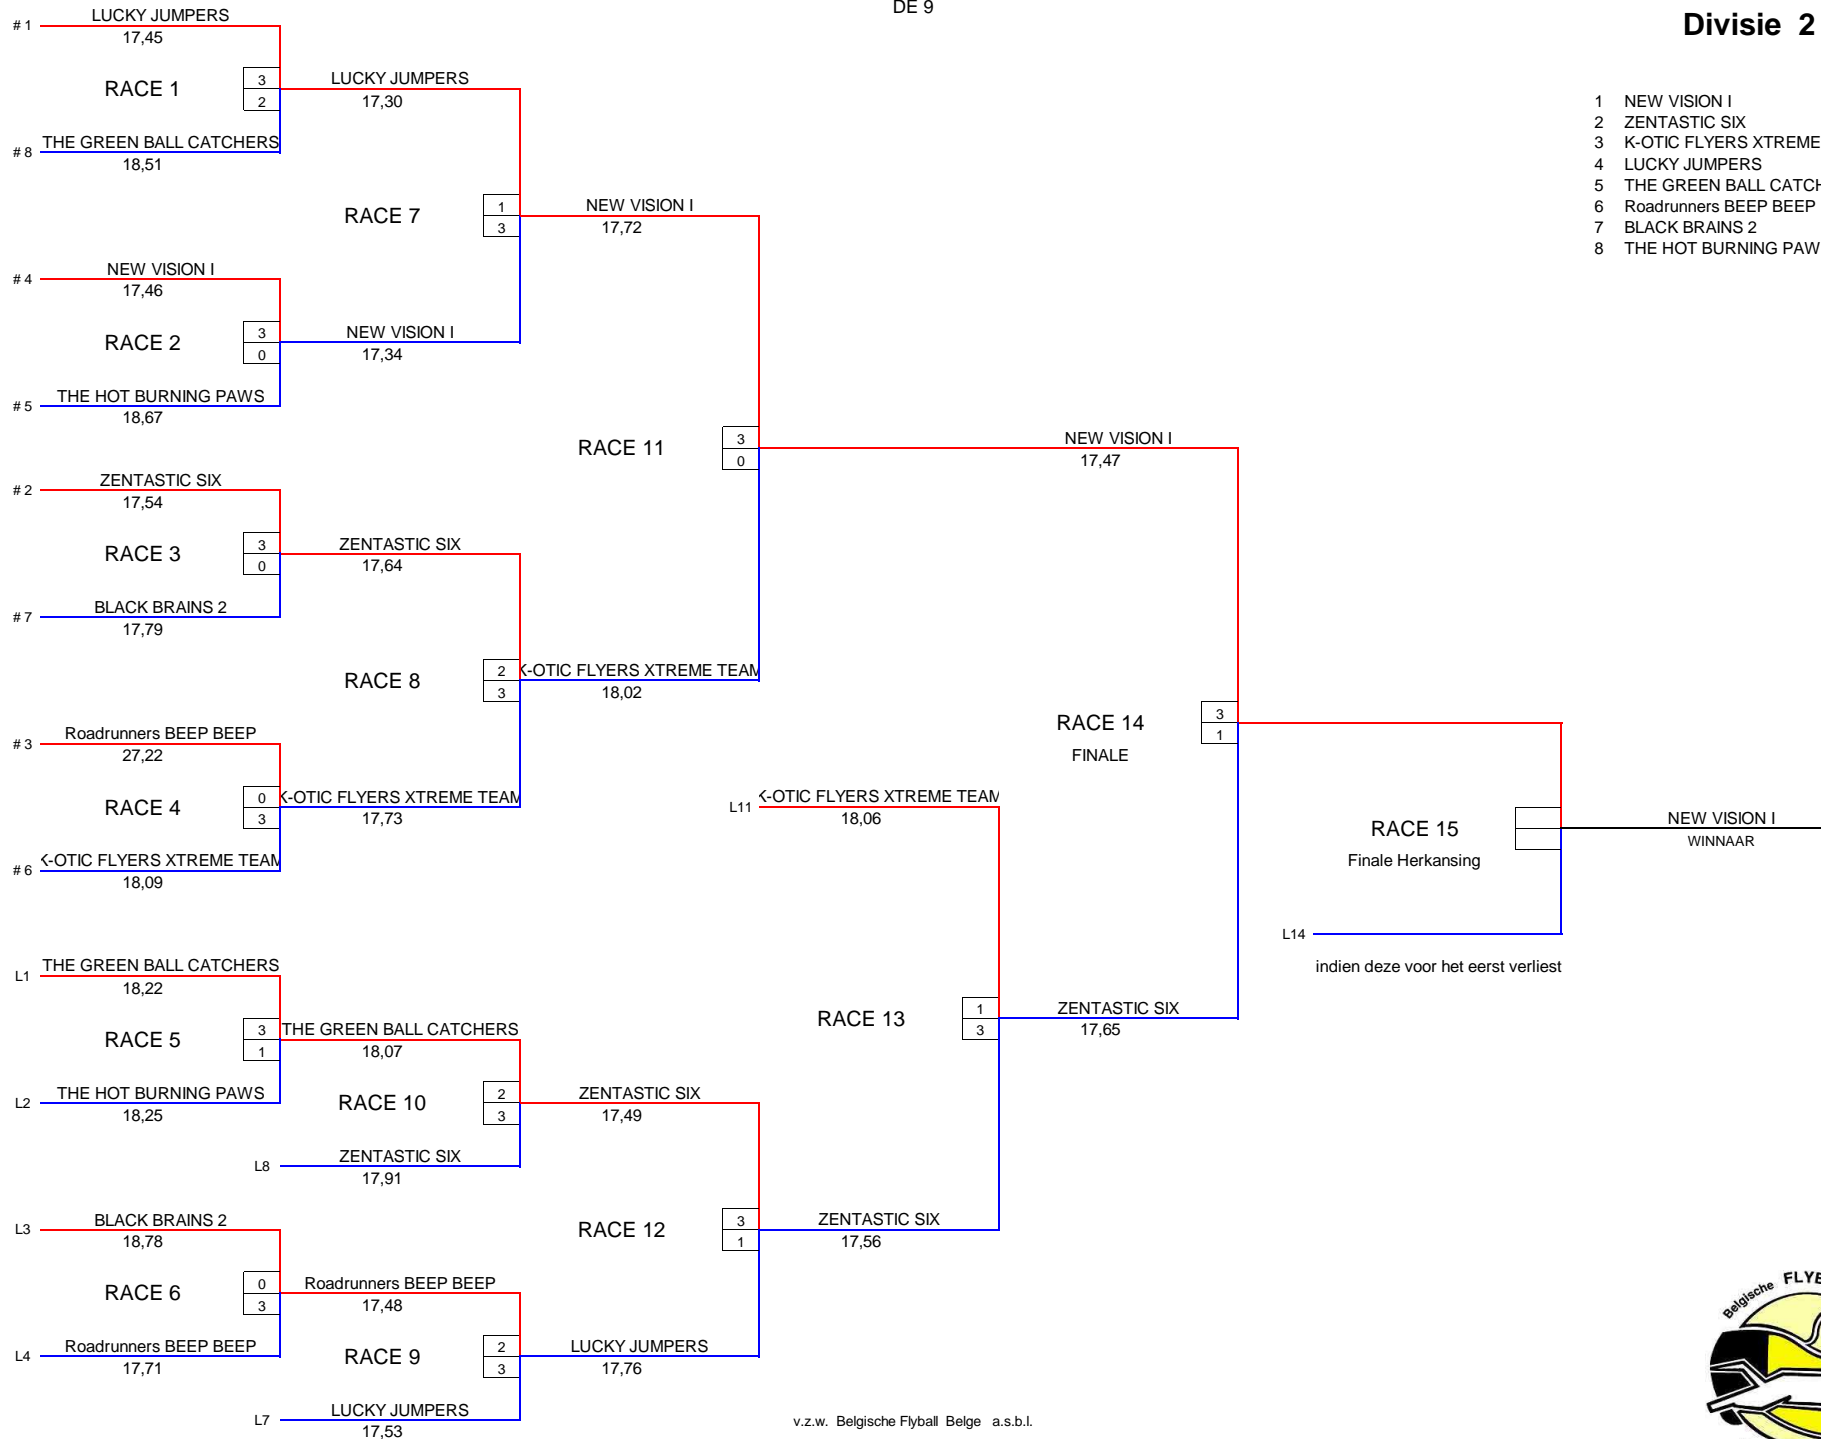 DE 9
Divisie 2
1 NEW VISION I
2 ZENTASTIC SIX
3 K-OTIC FLYERS XTREME
4 LUCKY JUMPERS
5 THE GREEN BALL CATCH
6 Roadrunners BEEP BEEP
7 BLACK BRAINS 2
8 THE HOT BURNING PAW
# 1 LUCKY JUMPERS
17,45
RACE 1 3 2
# 8 THE GREEN BALL CATCHERS
18,51
LUCKY JUMPERS
17,30
RACE 7 1 3
# 4 NEW VISION I
17,46
RACE 2 3 0
# 5 THE HOT BURNING PAWS
18,67
NEW VISION I
17,34
NEW VISION I
17,72
RACE 11 3 0
# 2 ZENTASTIC SIX
17,54
RACE 3 3 0
# 7 BLACK BRAINS 2
17,79
ZENTASTIC SIX
17,64
RACE 8 2 3
# 3 Roadrunners BEEP BEEP
27,22
RACE 4 0 3
# 6 K-OTIC FLYERS XTREME TEAM
18,09
K-OTIC FLYERS XTREME TEAM
17,73
K-OTIC FLYERS XTREME TEAM
18,02
NEW VISION I
17,47
RACE 14 3 1
FINALE
L11 K-OTIC FLYERS XTREME TEAM
18,06
RACE 13 1 3
ZENTASTIC SIX
17,65
RACE 15
Finale Herkansing
NEW VISION I
WINNAAR
L14
indien deze voor het eerst verliest
L1 THE GREEN BALL CATCHERS
18,22
RACE 5 3 1
L2 THE HOT BURNING PAWS
18,25
THE GREEN BALL CATCHERS
18,07
RACE 10 2 3
L8 ZENTASTIC SIX
17,91
ZENTASTIC SIX
17,49
RACE 12 3 1
ZENTASTIC SIX
17,56
L3 BLACK BRAINS 2
18,78
RACE 6 0 3
L4 Roadrunners BEEP BEEP
17,71
Roadrunners BEEP BEEP
17,48
RACE 9 2 3
L7 LUCKY JUMPERS
17,53
LUCKY JUMPERS
17,76
v.z.w. Belgische Flyball Belge a.s.b.l.
Belgische FLYB